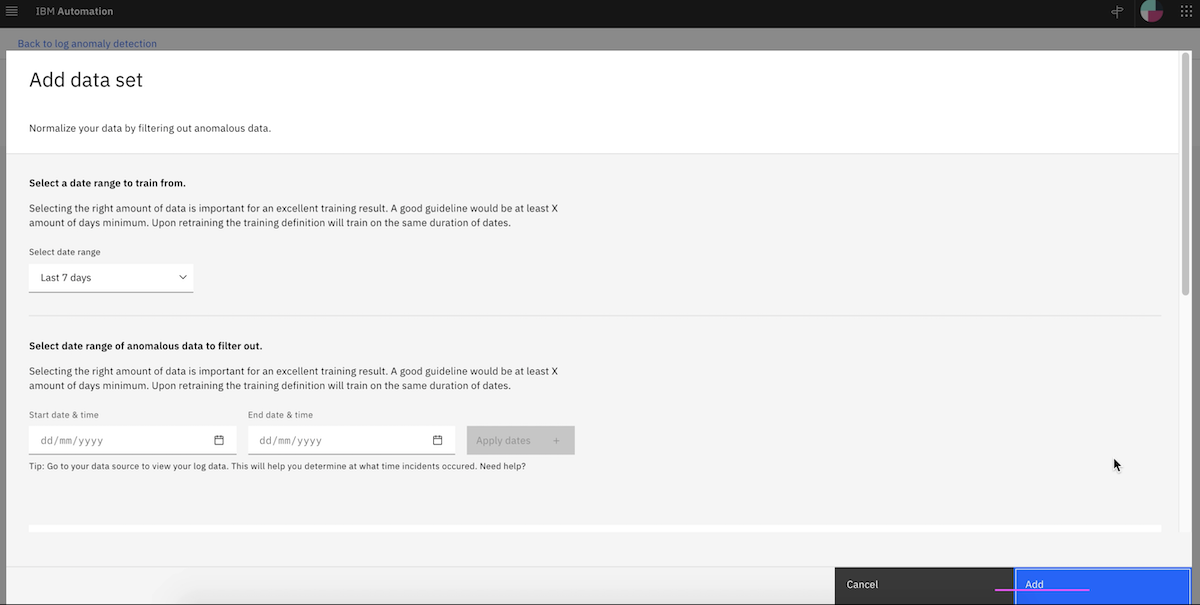 IBM Automation
Back to log anomaly detection
Add data set
Normalize your data by filtering out anomalous data.
Select a date range to train from.
Selecting the right amount of data is important for an excellent training result. A good guideline would be at least X
amount of days minimum. Upon retraining the training definition will train on the same duration of dates.
Select date range
Last 7 days
Select date range of anomalous data to filter out.
Selecting the right amount of data is important for an excellent training result. A good guideline would be at least X
amount of days minimum. Upon retraining the training definition will train on the same duration of dates.
Start date & time
End date & time
dd/mm/yyyy
dd/mm/yyyy
Apply dates +
Tip: Go to your data source to view your log data. This will help you determine at what time incidents occured. Need help?
Cancel
Add